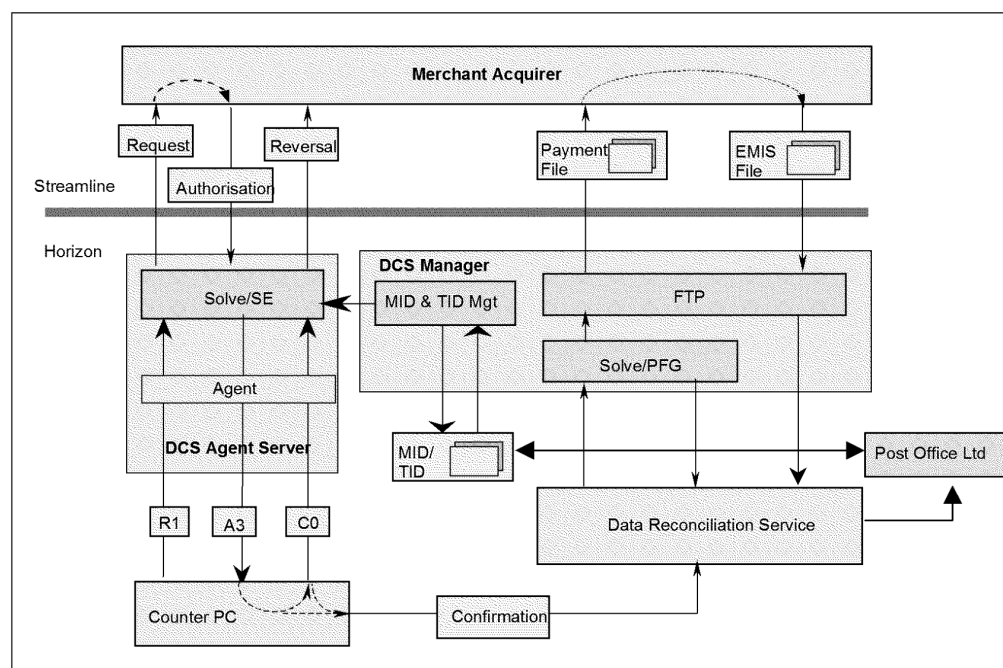 Merchant Acquirer
Request
Reversal
Payment
File
EMIS
File
Streamline
Authorisation
Horizon
DCS Manager
Solve/SE
MID & TID Mgt
FTP
Solve/PFG
Agent
DCS Agent Server
MID/
TID
Post Office Ltd
R1
A3
C0
Data Reconciliation Service
Counter PC
Confirmation